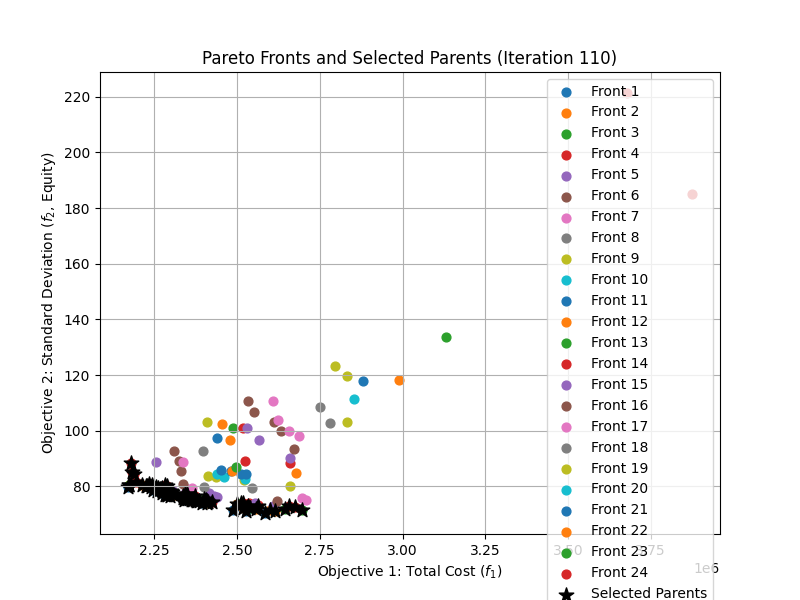 Pareto Fronts and Selected Parents (Iteration 110)
Objective 2: Standard Deviation (f₂, Equity)
220
200
180
160
140
120
100
80
2.25
2.50
2.75
3.00
3.25
3.50
3.75
1e6
Objective 1: Total Cost (f₁)
Front 1
Front 2
Front 3
Front 4
Front 5
Front 6
Front 7
Front 8
Front 9
Front 10
Front 11
Front 12
Front 13
Front 14
Front 15
Front 16
Front 17
Front 18
Front 19
Front 20
Front 21
Front 22
Front 23
Front 24
Selected Parents